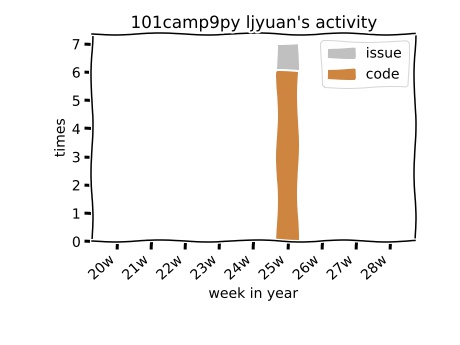 101camp9py ljyuan's activity
issue
code
times
7
6
5
4
3
2
1
0
20w 21w 22w 23w 24w 25w 26w 27w 28w
week in year